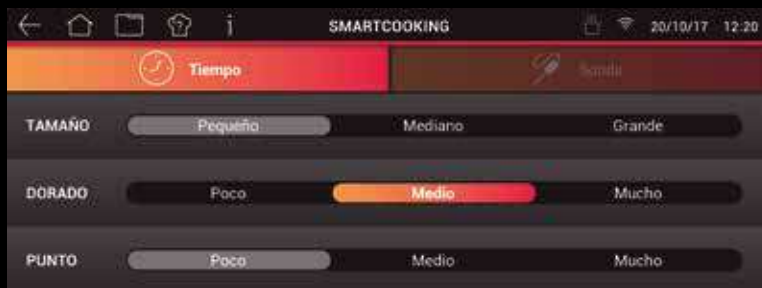 SMARTCOOKING 20/10/17 12:20
Tiempo Sonda
TAMAÑO Pequeño Mediano Grande
DORADO Poco Medio Mucho
PUNTO Poco Medio Mucho